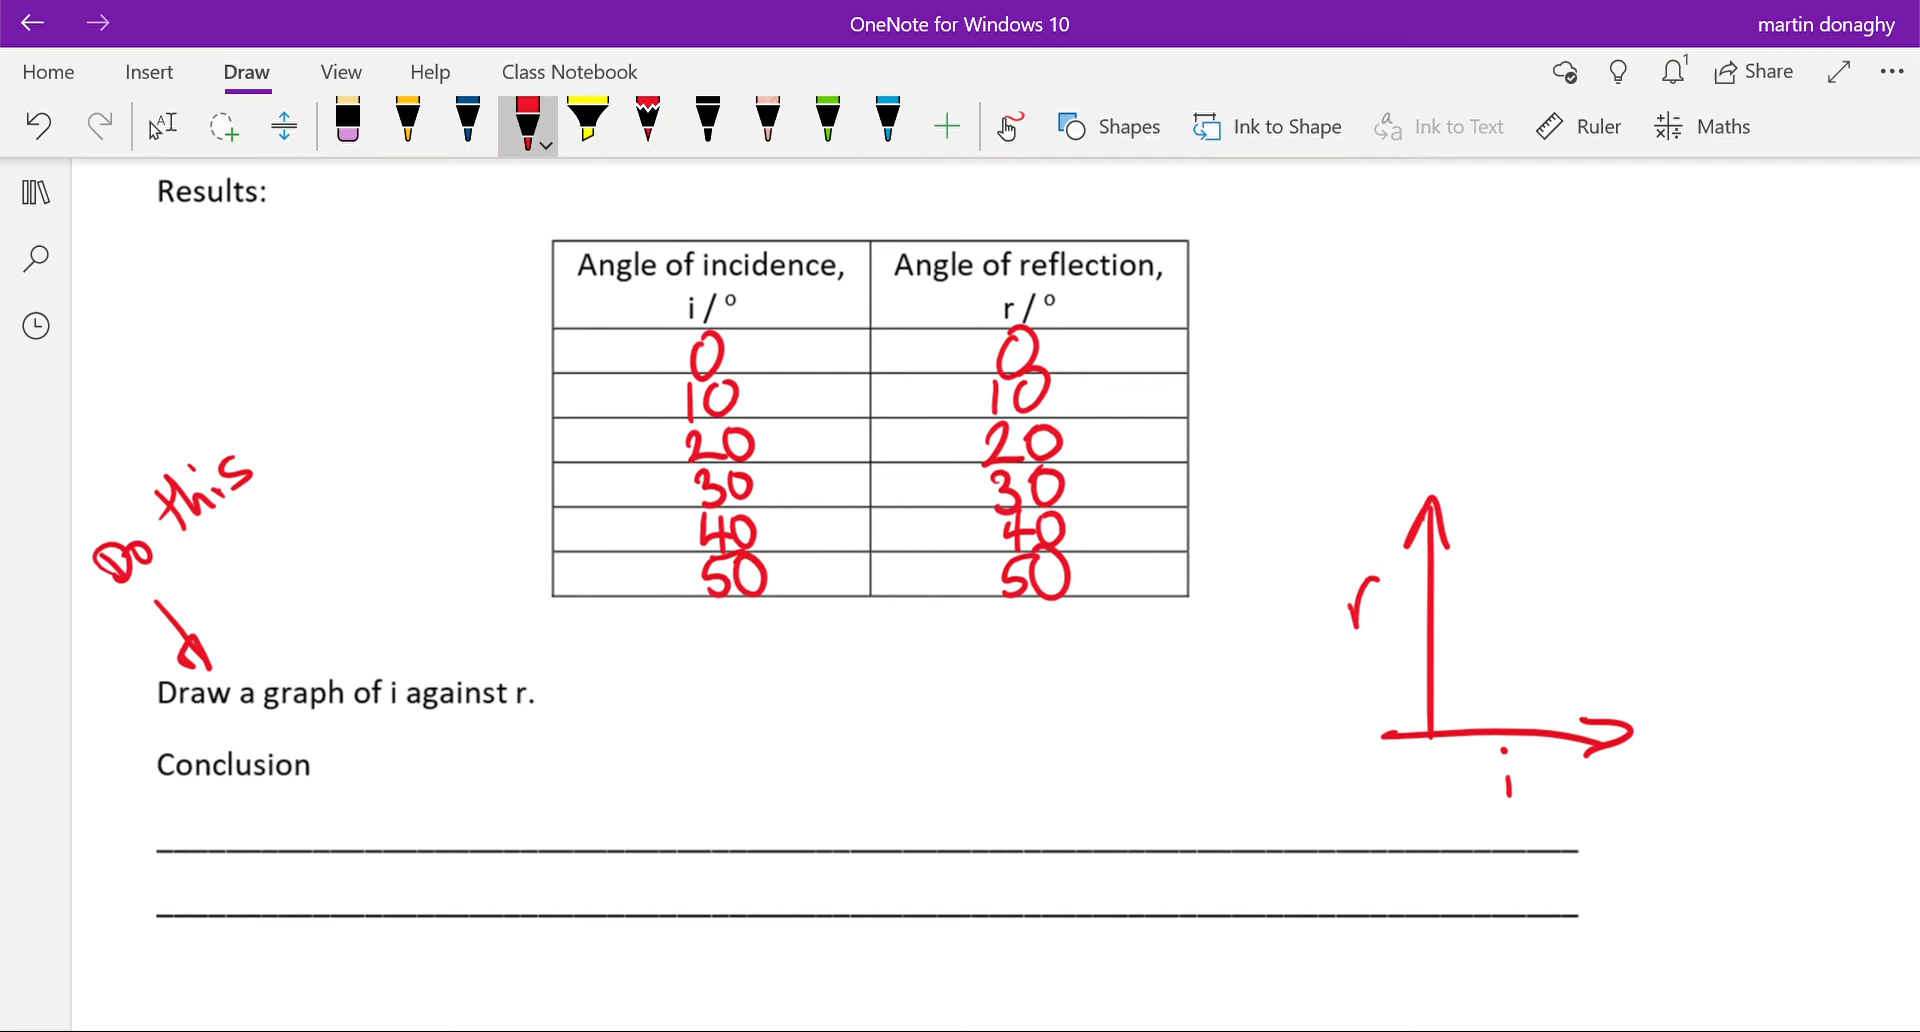 OneNote for Windows 10
martin donaghy
Home Insert Draw View Help Class Notebook
1 Share
Shapes Ink to Shape Ink to Text Ruler Maths
Results:
Angle of incidence, i / °
Angle of reflection, r / °
0 0
10 10
20 20
30 30
40 40
50 50
Do this
r
i
Draw a graph of i against r.
Conclusion